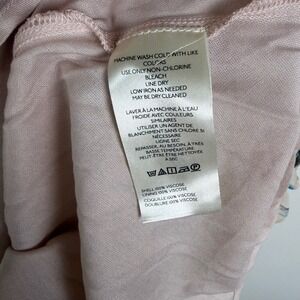 MACHINE WASH COLD WITH LIKE
COLORS
USE ONLY NON-CHLORINE
BLEACH
LINE DRY
LOW IRON AS NEEDED
MAY BE DRY CLEANED
LAVER À LA MACHINE À L'EAU
FROIDE AVEC COULEURS
SIMILAIRES
UTILISER UN AGENT DE
BLANCHIMENT SANS CHLORE SI
NÉCESSAIRE
LIGNE SEC
REPASSER, AU BESOIN, À
BASSE TEMPÉRATURE
PEUT-ÊTRE ÊTRE NETTOYÉ
A SEC
SHELL: 100% VISCOSE
LINING: 100% VISCOSE
COQUILLE: 100% VISCOSE
DOUBLURE: 100% VISCOSE